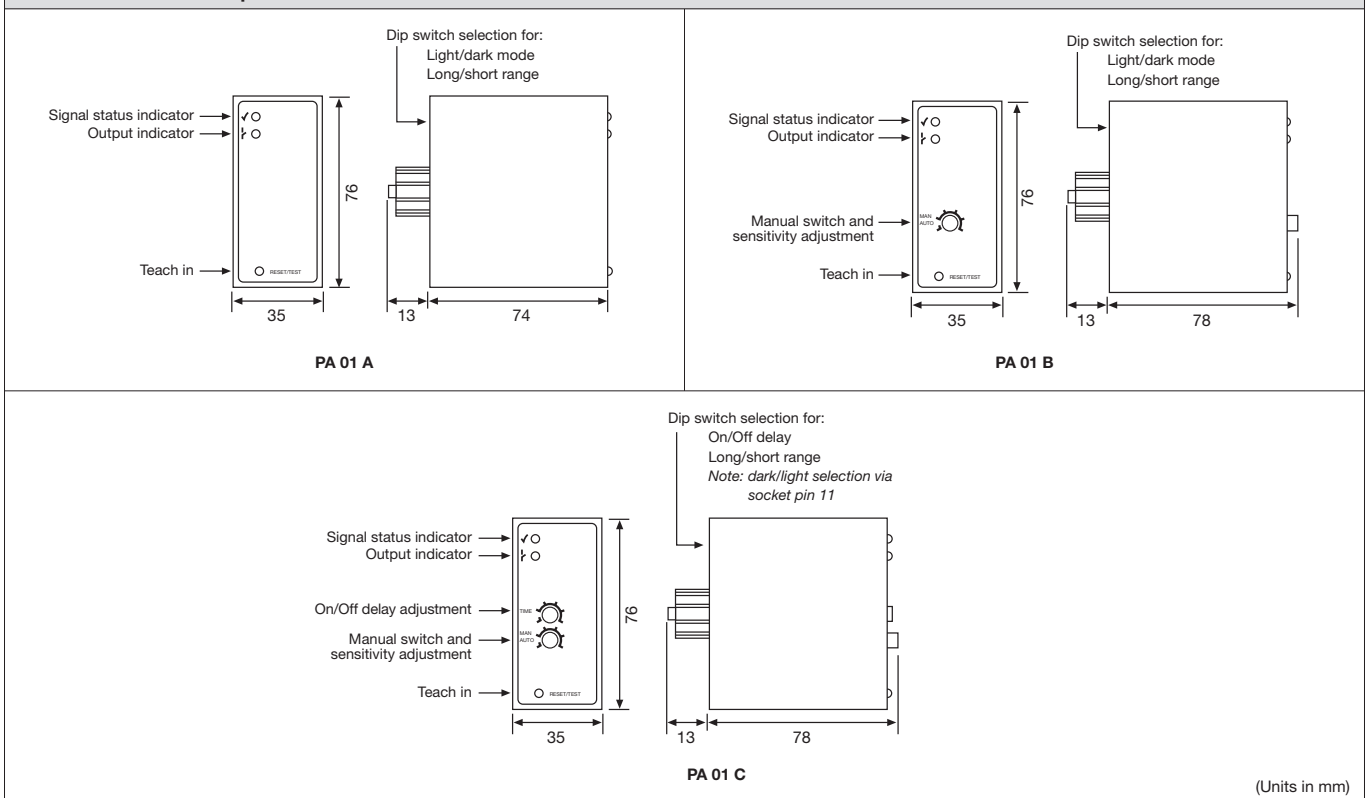 Dip switch selection for:
Light/dark mode
Long/short range
Signal status indicator
Output indicator
Teach in
RESET/TEST
76
35
13
74
PA 01 A
Dip switch selection for:
Light/dark mode
Long/short range
Signal status indicator
Output indicator
Manual switch and
sensitivity adjustment
MAN
AUTO
Teach in
RESET/TEST
76
35
13
78
PA 01 B
Dip switch selection for:
On/Off delay
Long/short range
Note: dark/light selection via
socket pin 11
Signal status indicator
Output indicator
On/Off delay adjustment
TIME
Manual switch and
sensitivity adjustment
MAN
AUTO
Teach in
RESET/TEST
76
35
13
78
PA 01 C
(Units in mm)